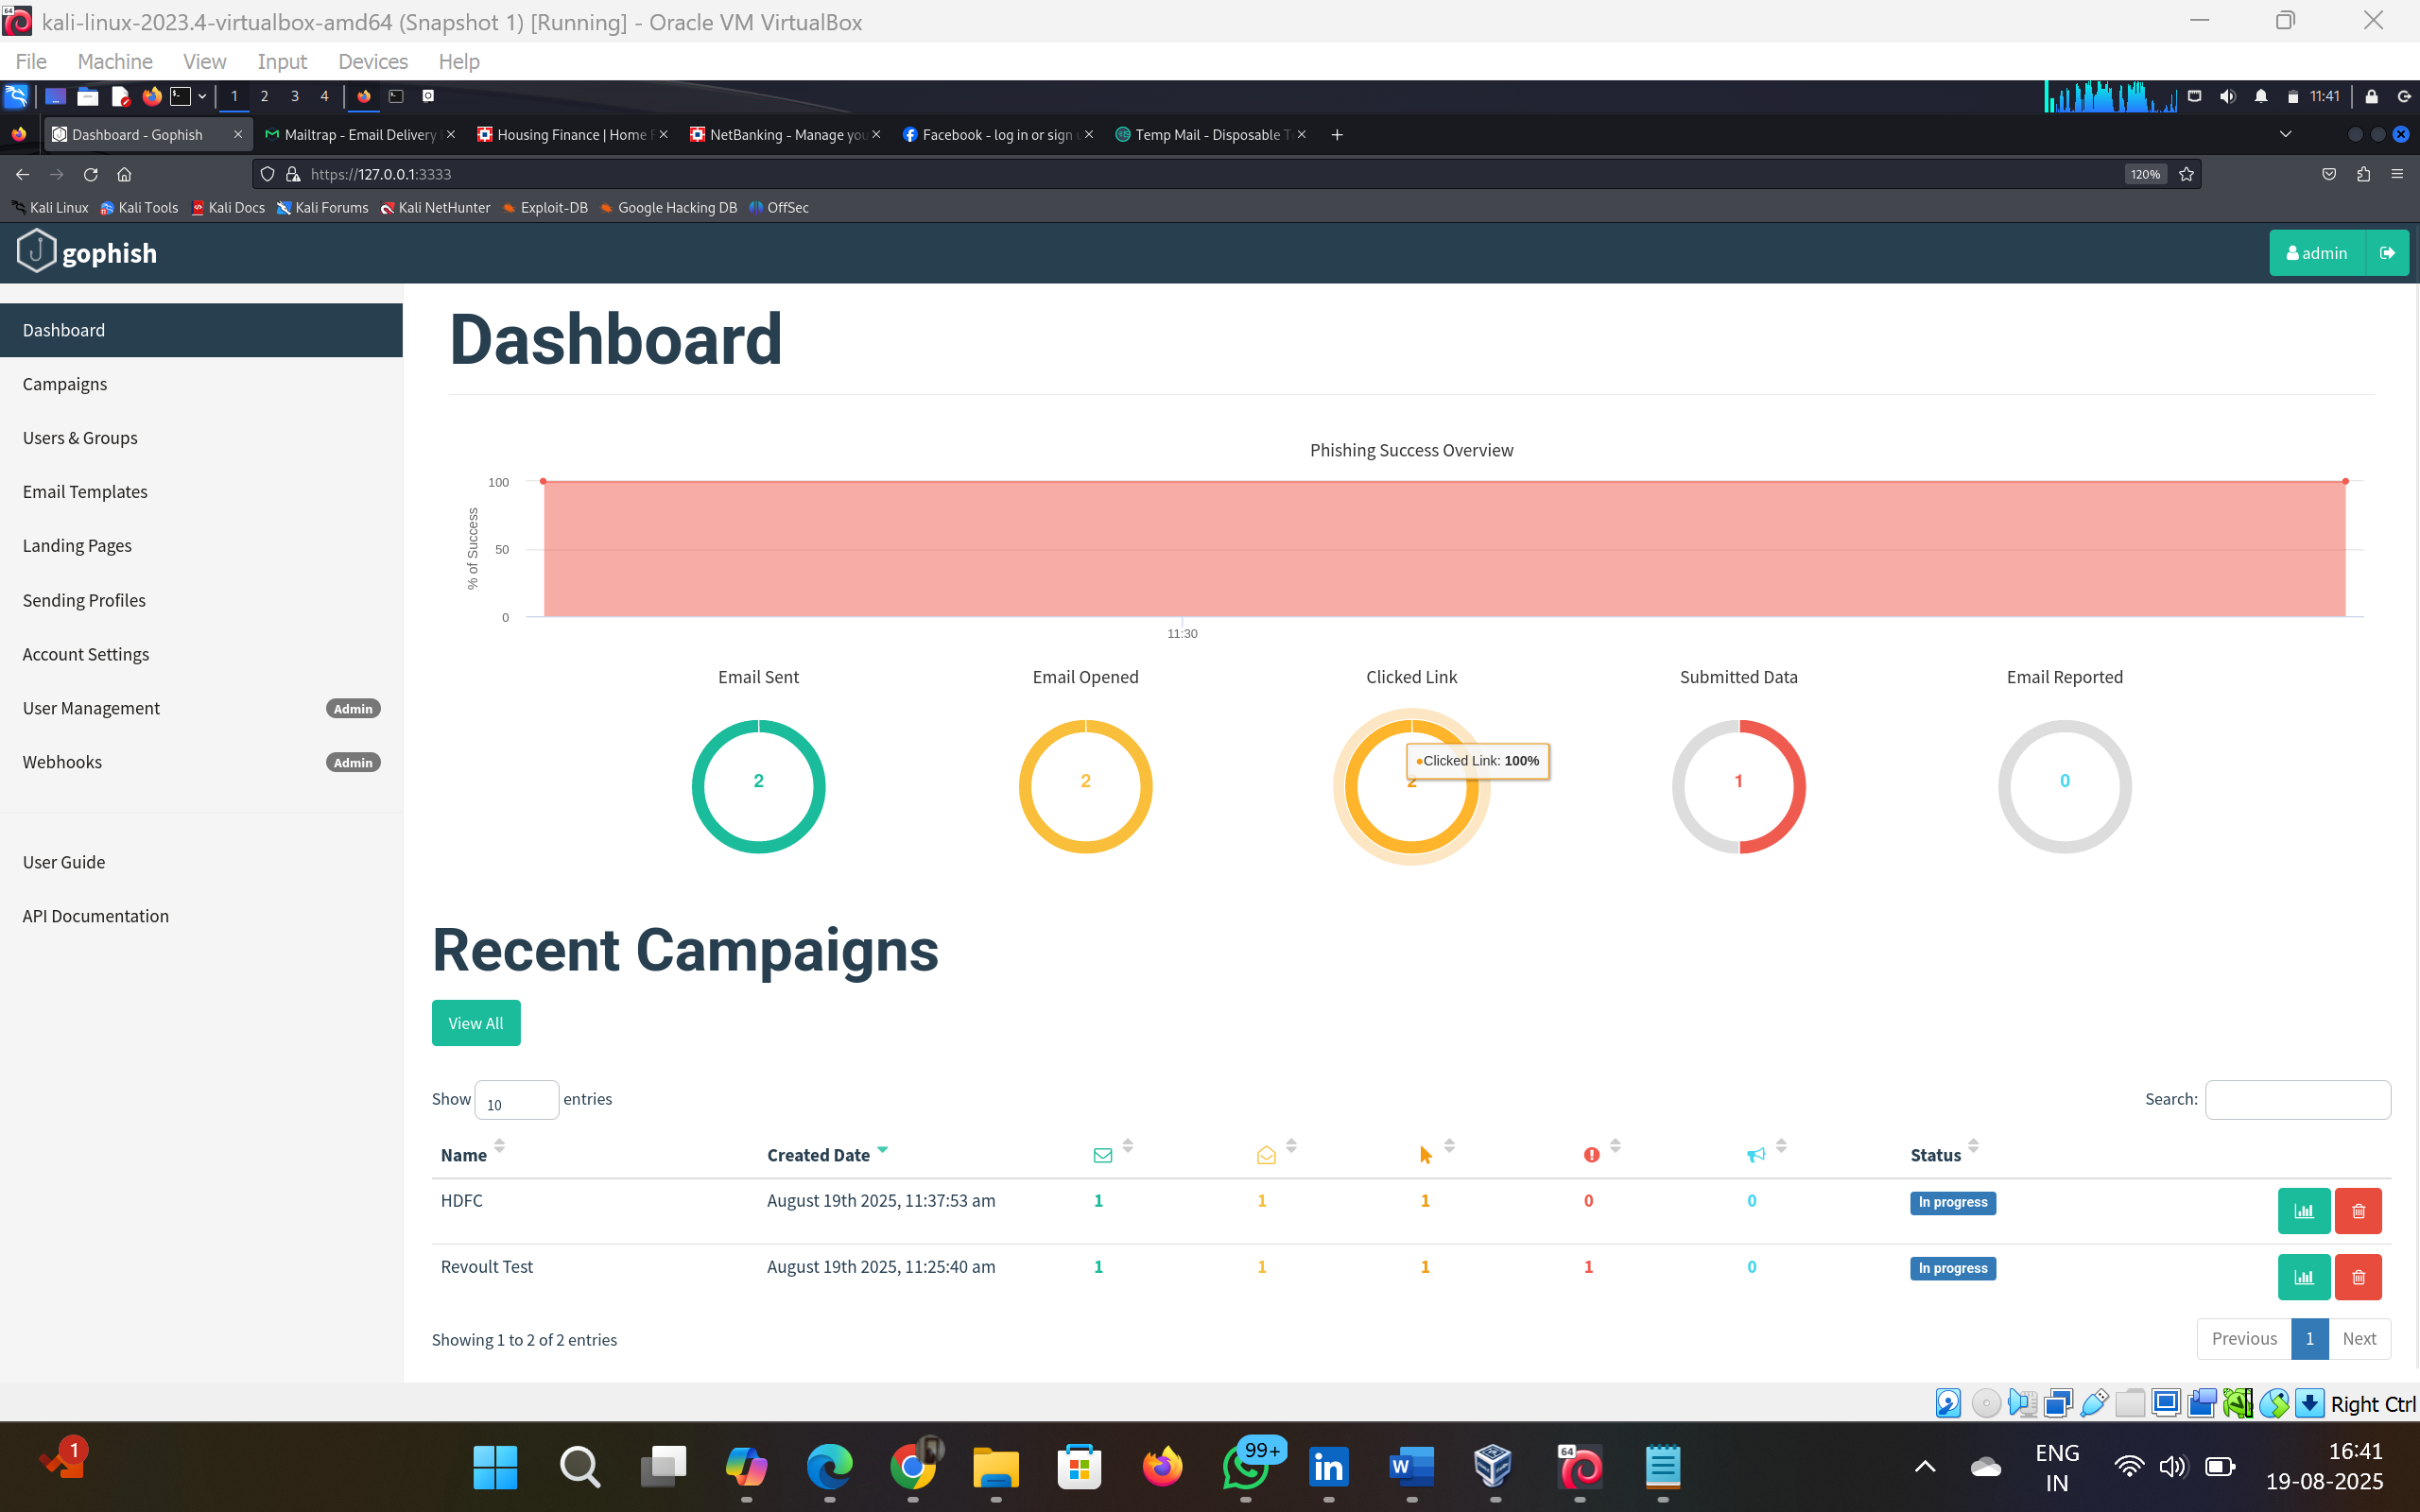 kali-linux-2023.4-virtualbox-amd64 (Snapshot 1) [Running] - Oracle VM VirtualBox
File Machine View Input Devices Help
1 2 3 4 11:41
Dashboard - Gophish Mailtrap - Email Delivery Housing Finance | Home F NetBanking - Manage you Facebook - log in or sign Temp Mail - Disposable T
https://127.0.0.1:3333 120%
Kali Linux Kali Tools Kali Docs Kali Forums Kali NetHunter Exploit-DB Google Hacking DB OffSec
gophish admin
Dashboard
Campaigns
Users & Groups
Email Templates
Landing Pages
Sending Profiles
Account Settings
User Management Admin
Webhooks Admin
User Guide
API Documentation
Dashboard
Phishing Success Overview
% of Success
100
50
0
11:30
Email Sent Email Opened Clicked Link Submitted Data Email Reported
Clicked Link: 100%
2 2 2 1 0
Recent Campaigns
View All
Show 10 entries Search:
Name Created Date Status
HDFC August 19th 2025, 11:37:53 am 1 1 1 0 0 In progress
Revoult Test August 19th 2025, 11:25:40 am 1 1 1 1 0 In progress
Showing 1 to 2 of 2 entries Previous 1 Next
Right Ctrl
1 99+ 64 ENG 16:41
IN 19-08-2025